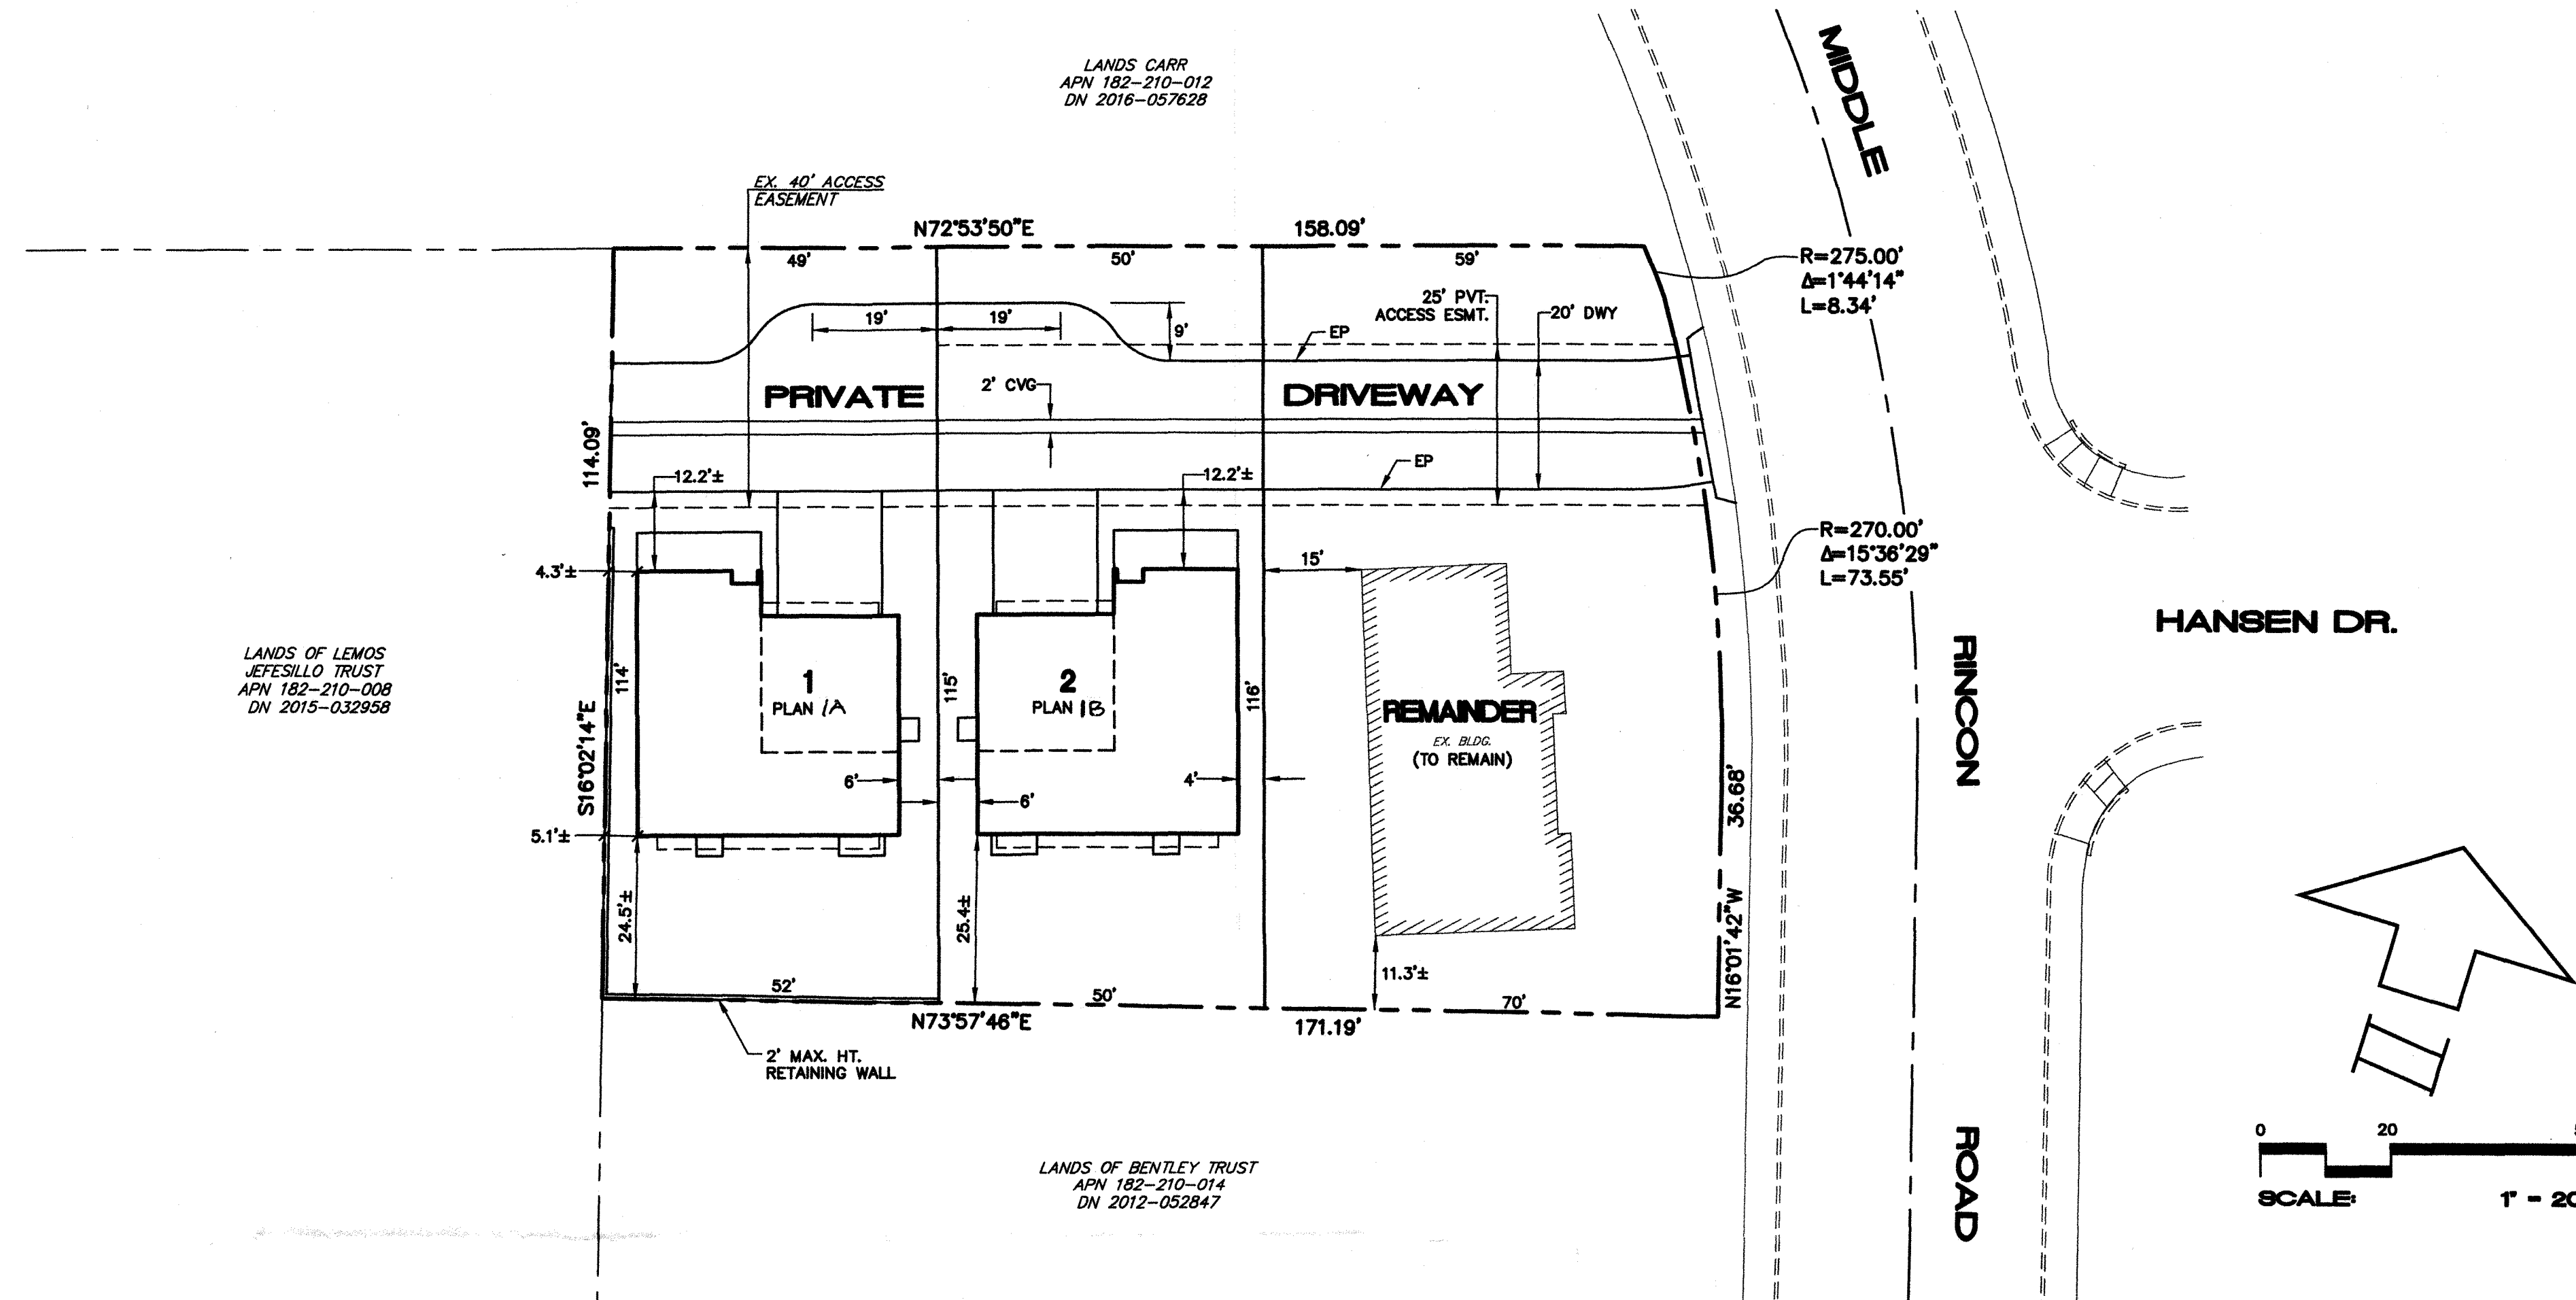 LANDS CARR
APN 182-210-012
DN 2016-057628
MIDDLE
EX. 40' ACCESS
EASEMENT
N72°53'50"E
158.09'
49'
50'
59'
R=275.00'
Δ=1°44'14"
L=8.34'
25' PVT.
ACCESS ESMT.
20' DWY
19'
19'
9'
EP
2' CVG
PRIVATE
DRIVEWAY
114.09'
12.2'±
12.2'±
EP
R=270.00'
Δ=15°36'29"
L=73.55'
4.3'±
15'
HANSEN DR.
LANDS OF LEMOS
JEFESILLO TRUST
APN 182-210-008
DN 2015-032958
114'
1
PLAN 1A
115'
2
PLAN 1B
116'
REMAINDER
EX. BLDG.
(TO REMAIN)
RINCON
S16°02'14"E
6'
6'
4'
36.68'
5.1'±
24.5'±
25.4±
11.3'±
N16°01'42"W
52'
50'
70'
N73°57'46"E
171.19'
2' MAX. HT.
RETAINING WALL
LANDS OF BENTLEY TRUST
APN 182-210-014
DN 2012-052847
ROAD
0
20
SCALE:
1" = 20